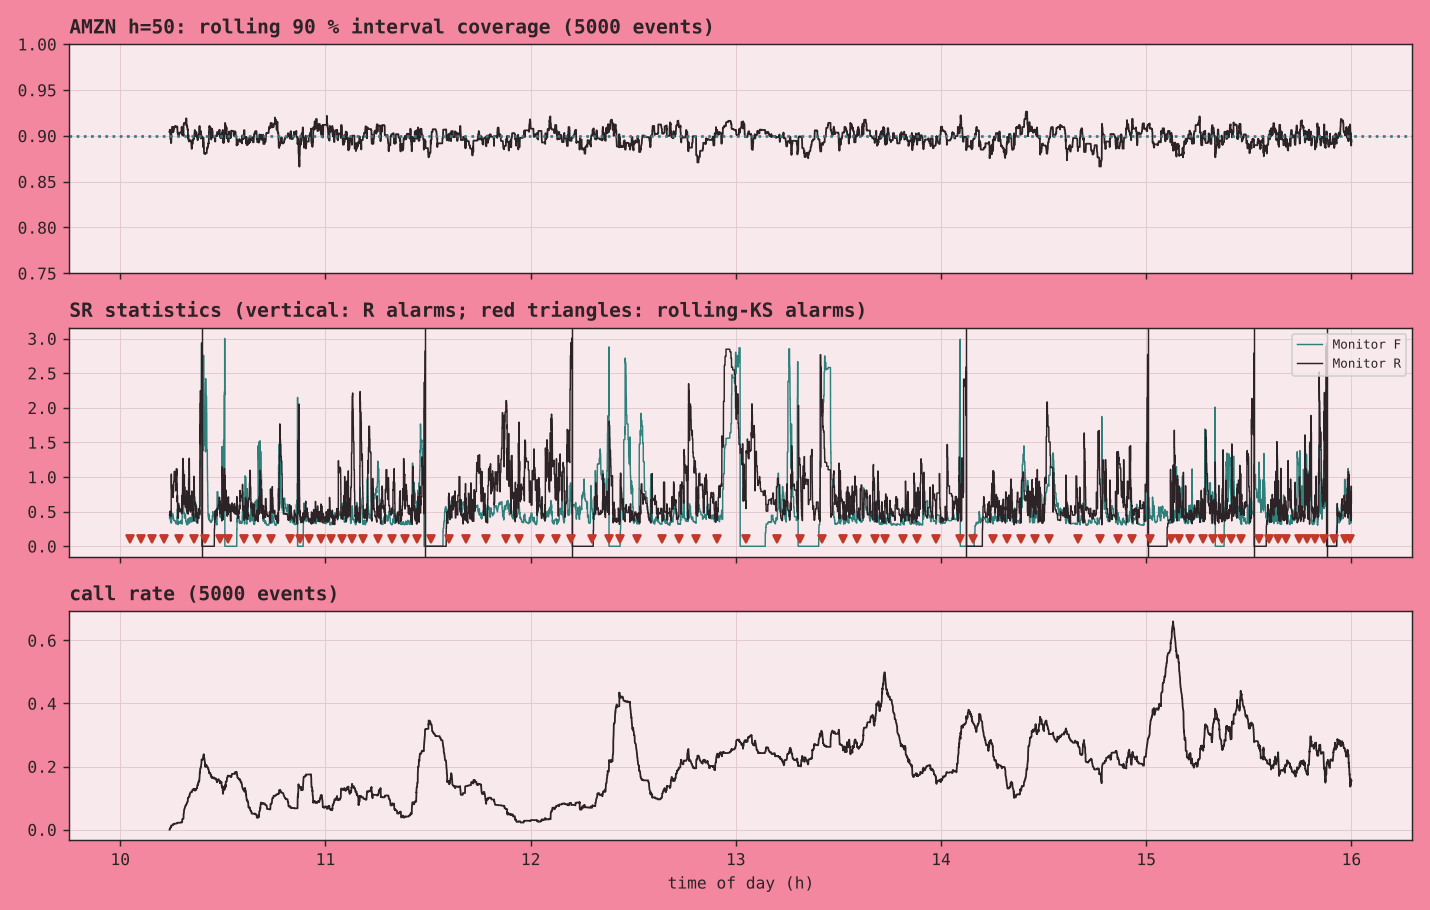 AMZN h=50: rolling 90 % interval coverage (5000 events)
1.00
0.95
0.90
0.85
0.80
0.75
SR statistics (vertical: R alarms; red triangles: rolling-KS alarms)
3.0
2.5
2.0
1.5
1.0
0.5
0.0
Monitor F
Monitor R
call rate (5000 events)
0.6
0.4
0.2
0.0
10 11 12 13 14 15 16
time of day (h)